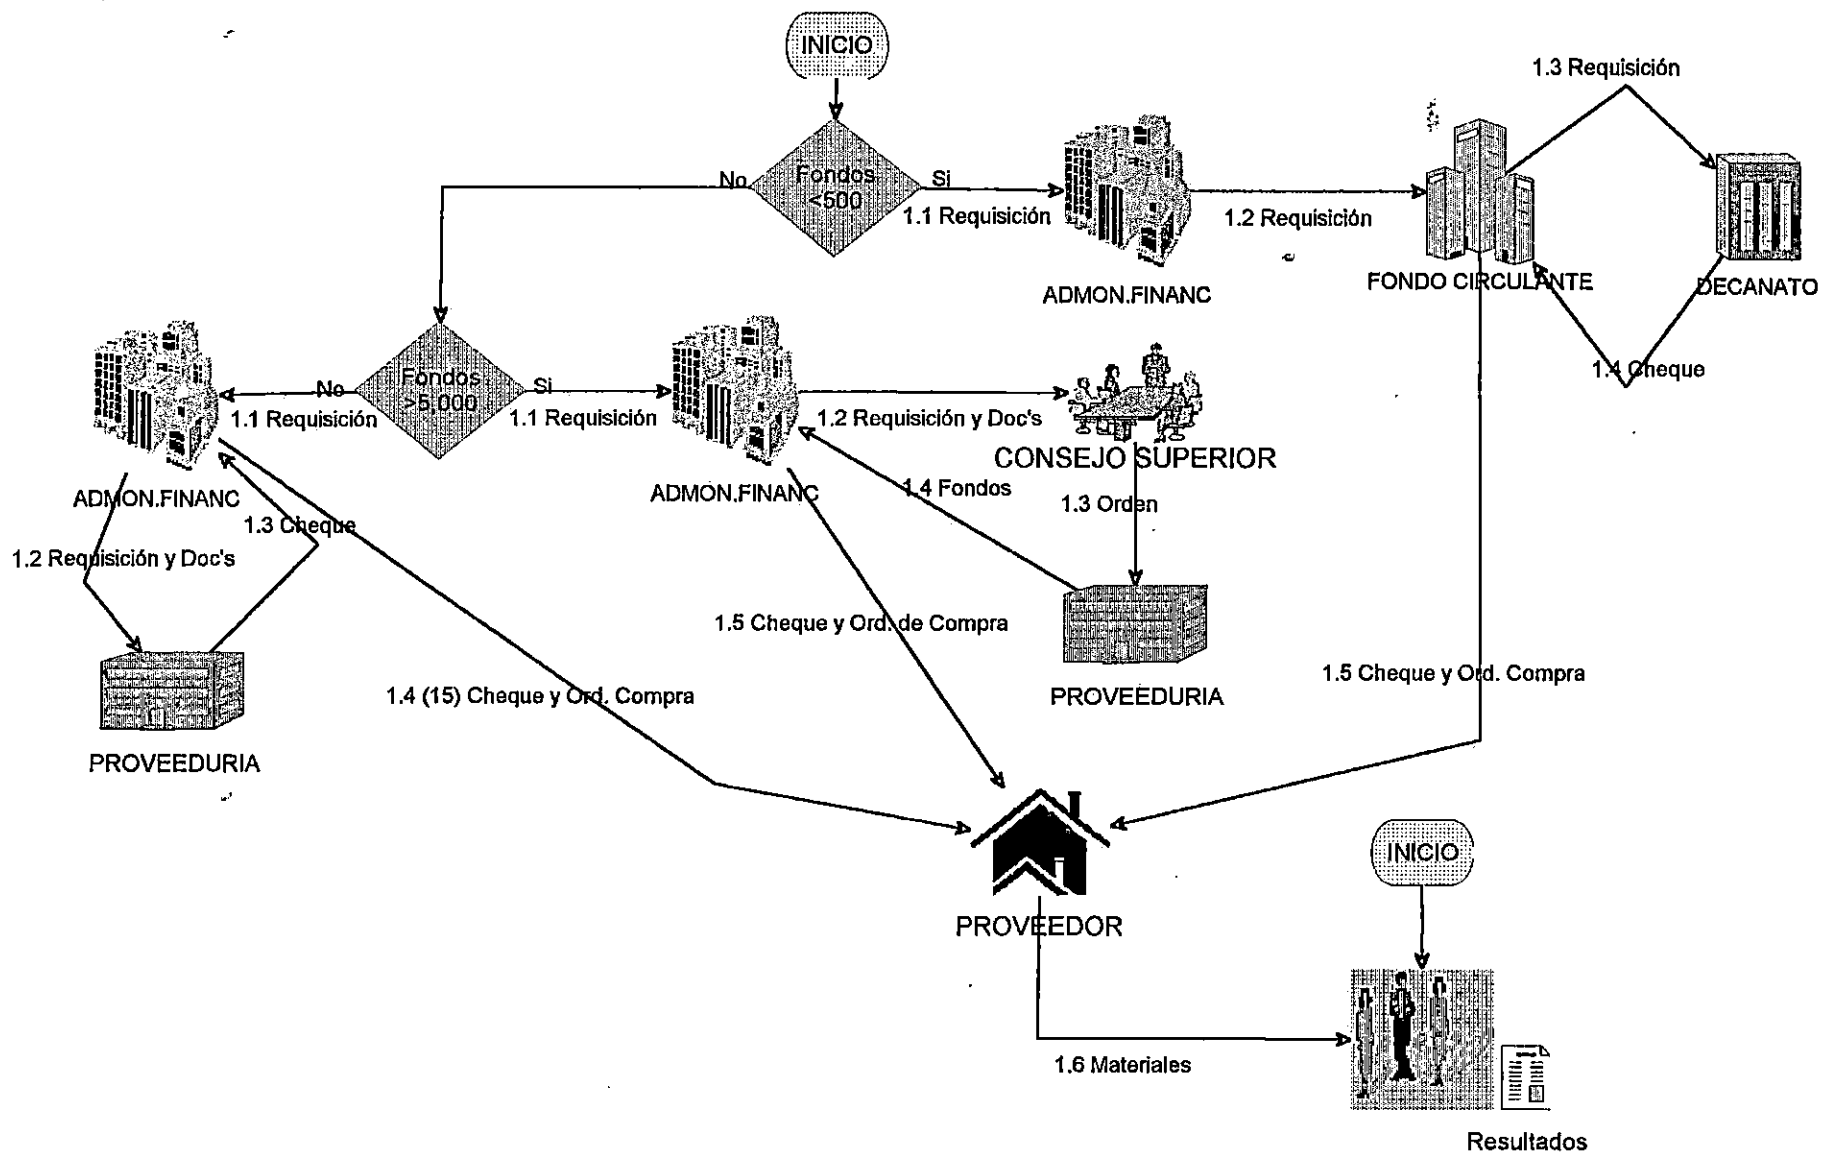 INICIO
1.3 Requisición
No
Fondos
<500
Si
1.1 Requisición
1.2 Requisición
ADMON.FINANC
FONDO CIRCULANTE
DECANATO
1.4 Cheque
No
Fondos
>5,000
Si
1.1 Requisición
1.1 Requisición
1.2 Requisición y Doc's
CONSEJO SUPERIOR
ADMON.FINANC
ADMON.FINANC
1.4 Fondos
1.3 Orden
1.3 Cheque
1.2 Requisición y Doc's
1.5 Cheque y Ord. de Compra
1.5 Cheque y Ord. Compra
1.4 (15) Cheque y Ord. Compra
PROVEEDURIA
PROVEEDURIA
INICIO
PROVEEDOR
1.6 Materiales
Resultados